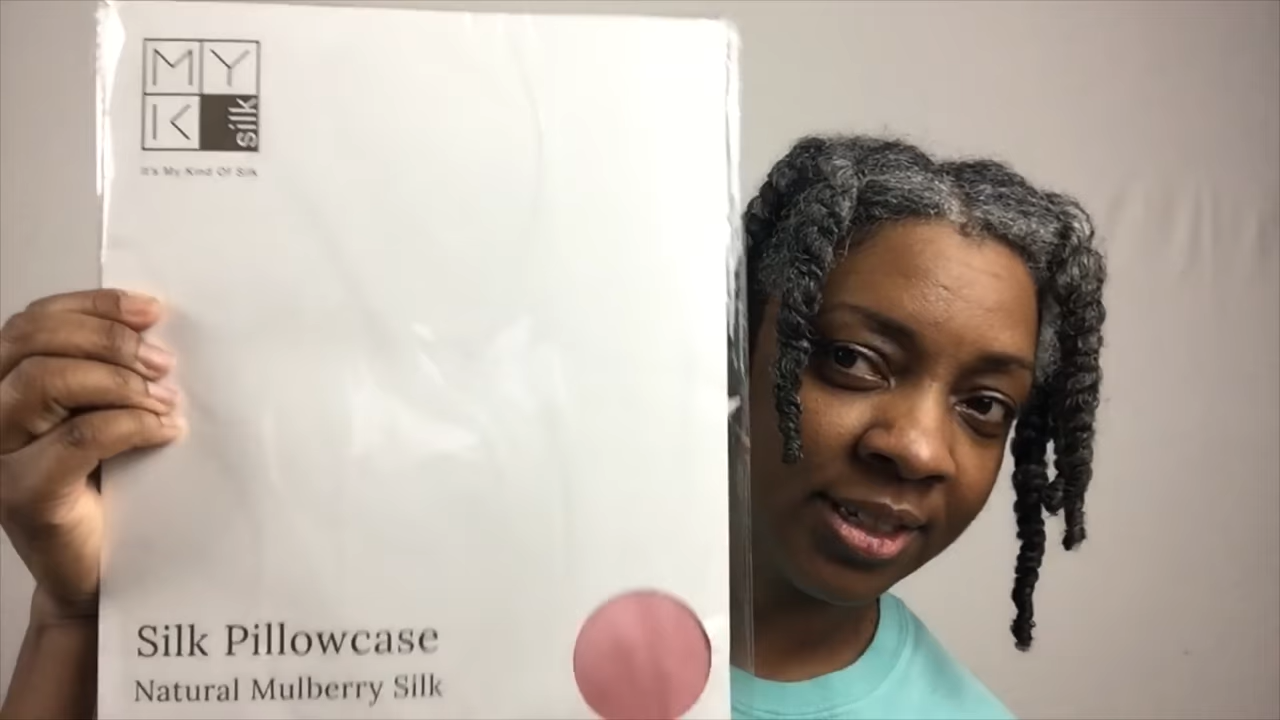 MY
K silk
It's My Kind Of Silk
Silk Pillowcase
Natural Mulberry Silk